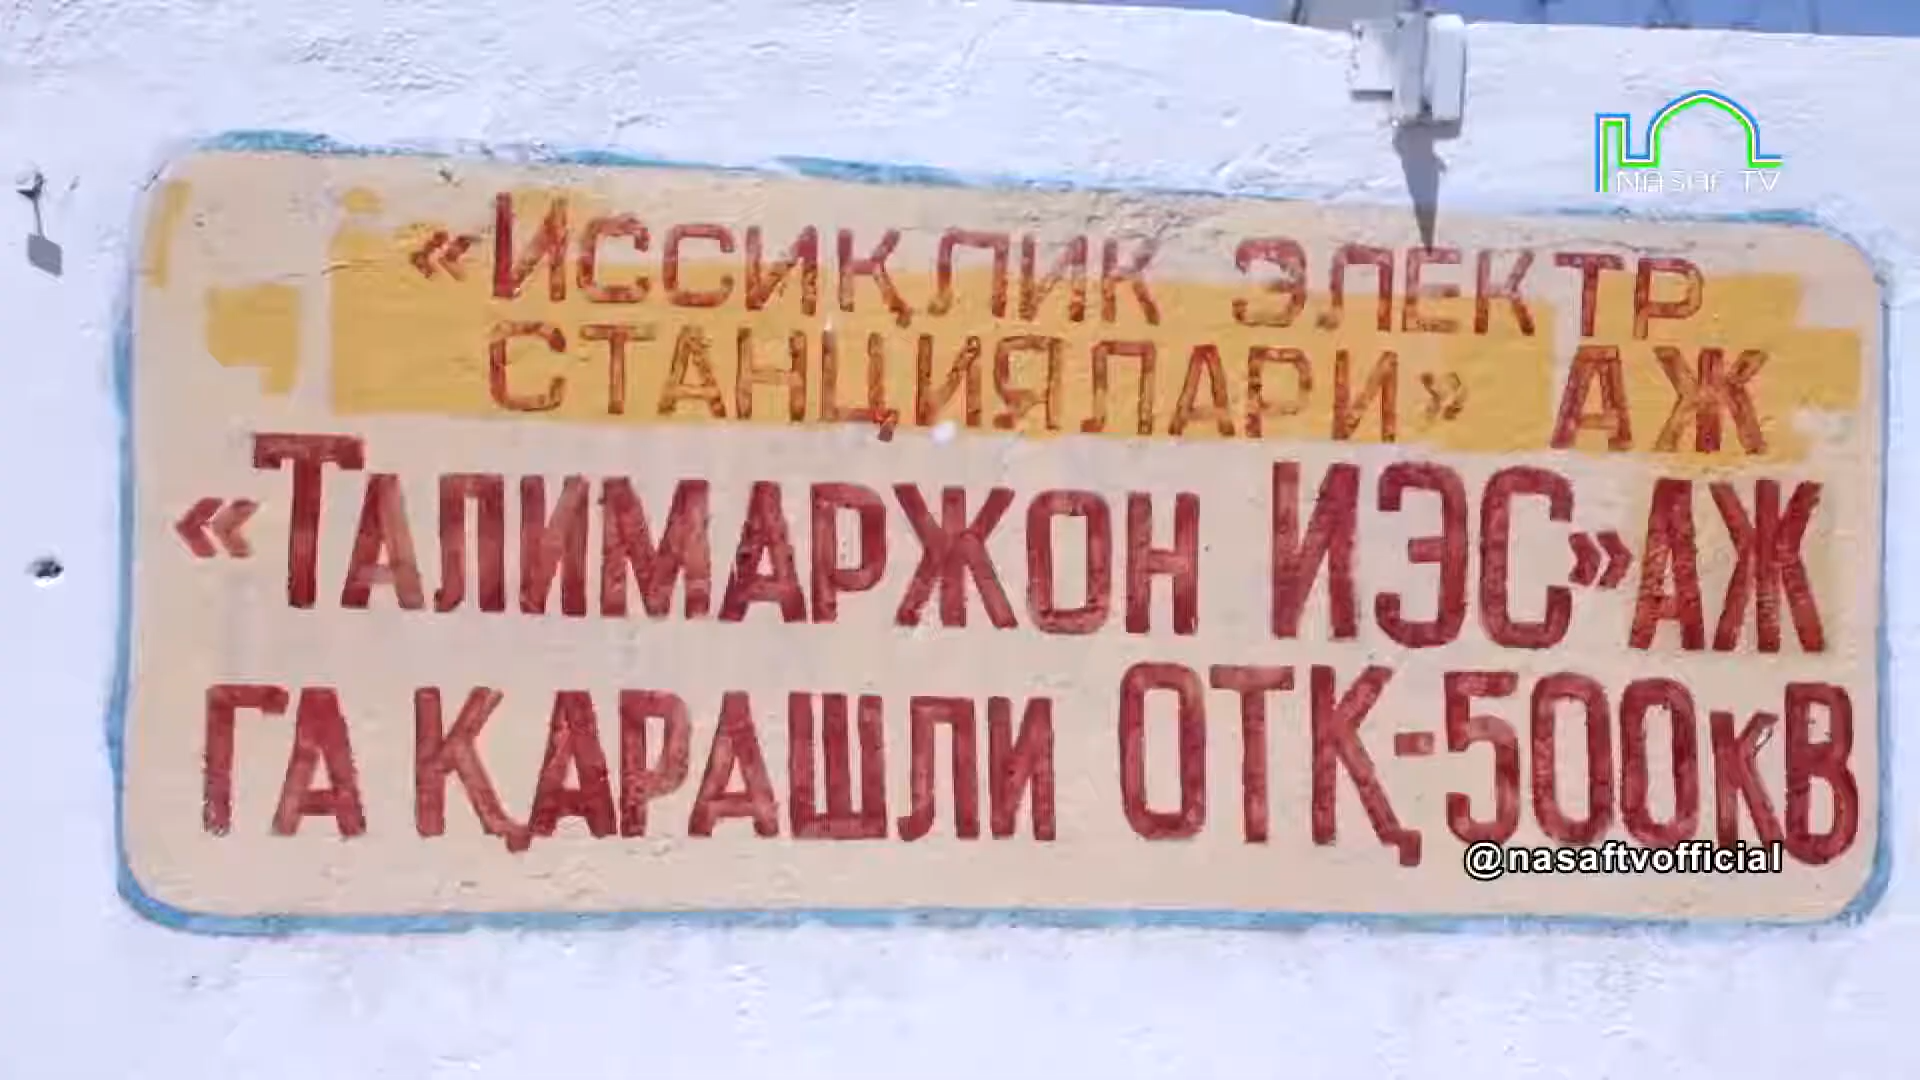 NASAF TV
«ИССИҚЛИК ЭЛЕКТР
СТАНЦИЯЛАРИ» АЖ
«ТАЛИМАРЖОН ИЭС» АЖ
ГА ҚАРАШЛИ ОТҚ-500кВ
@nasaftvofficial